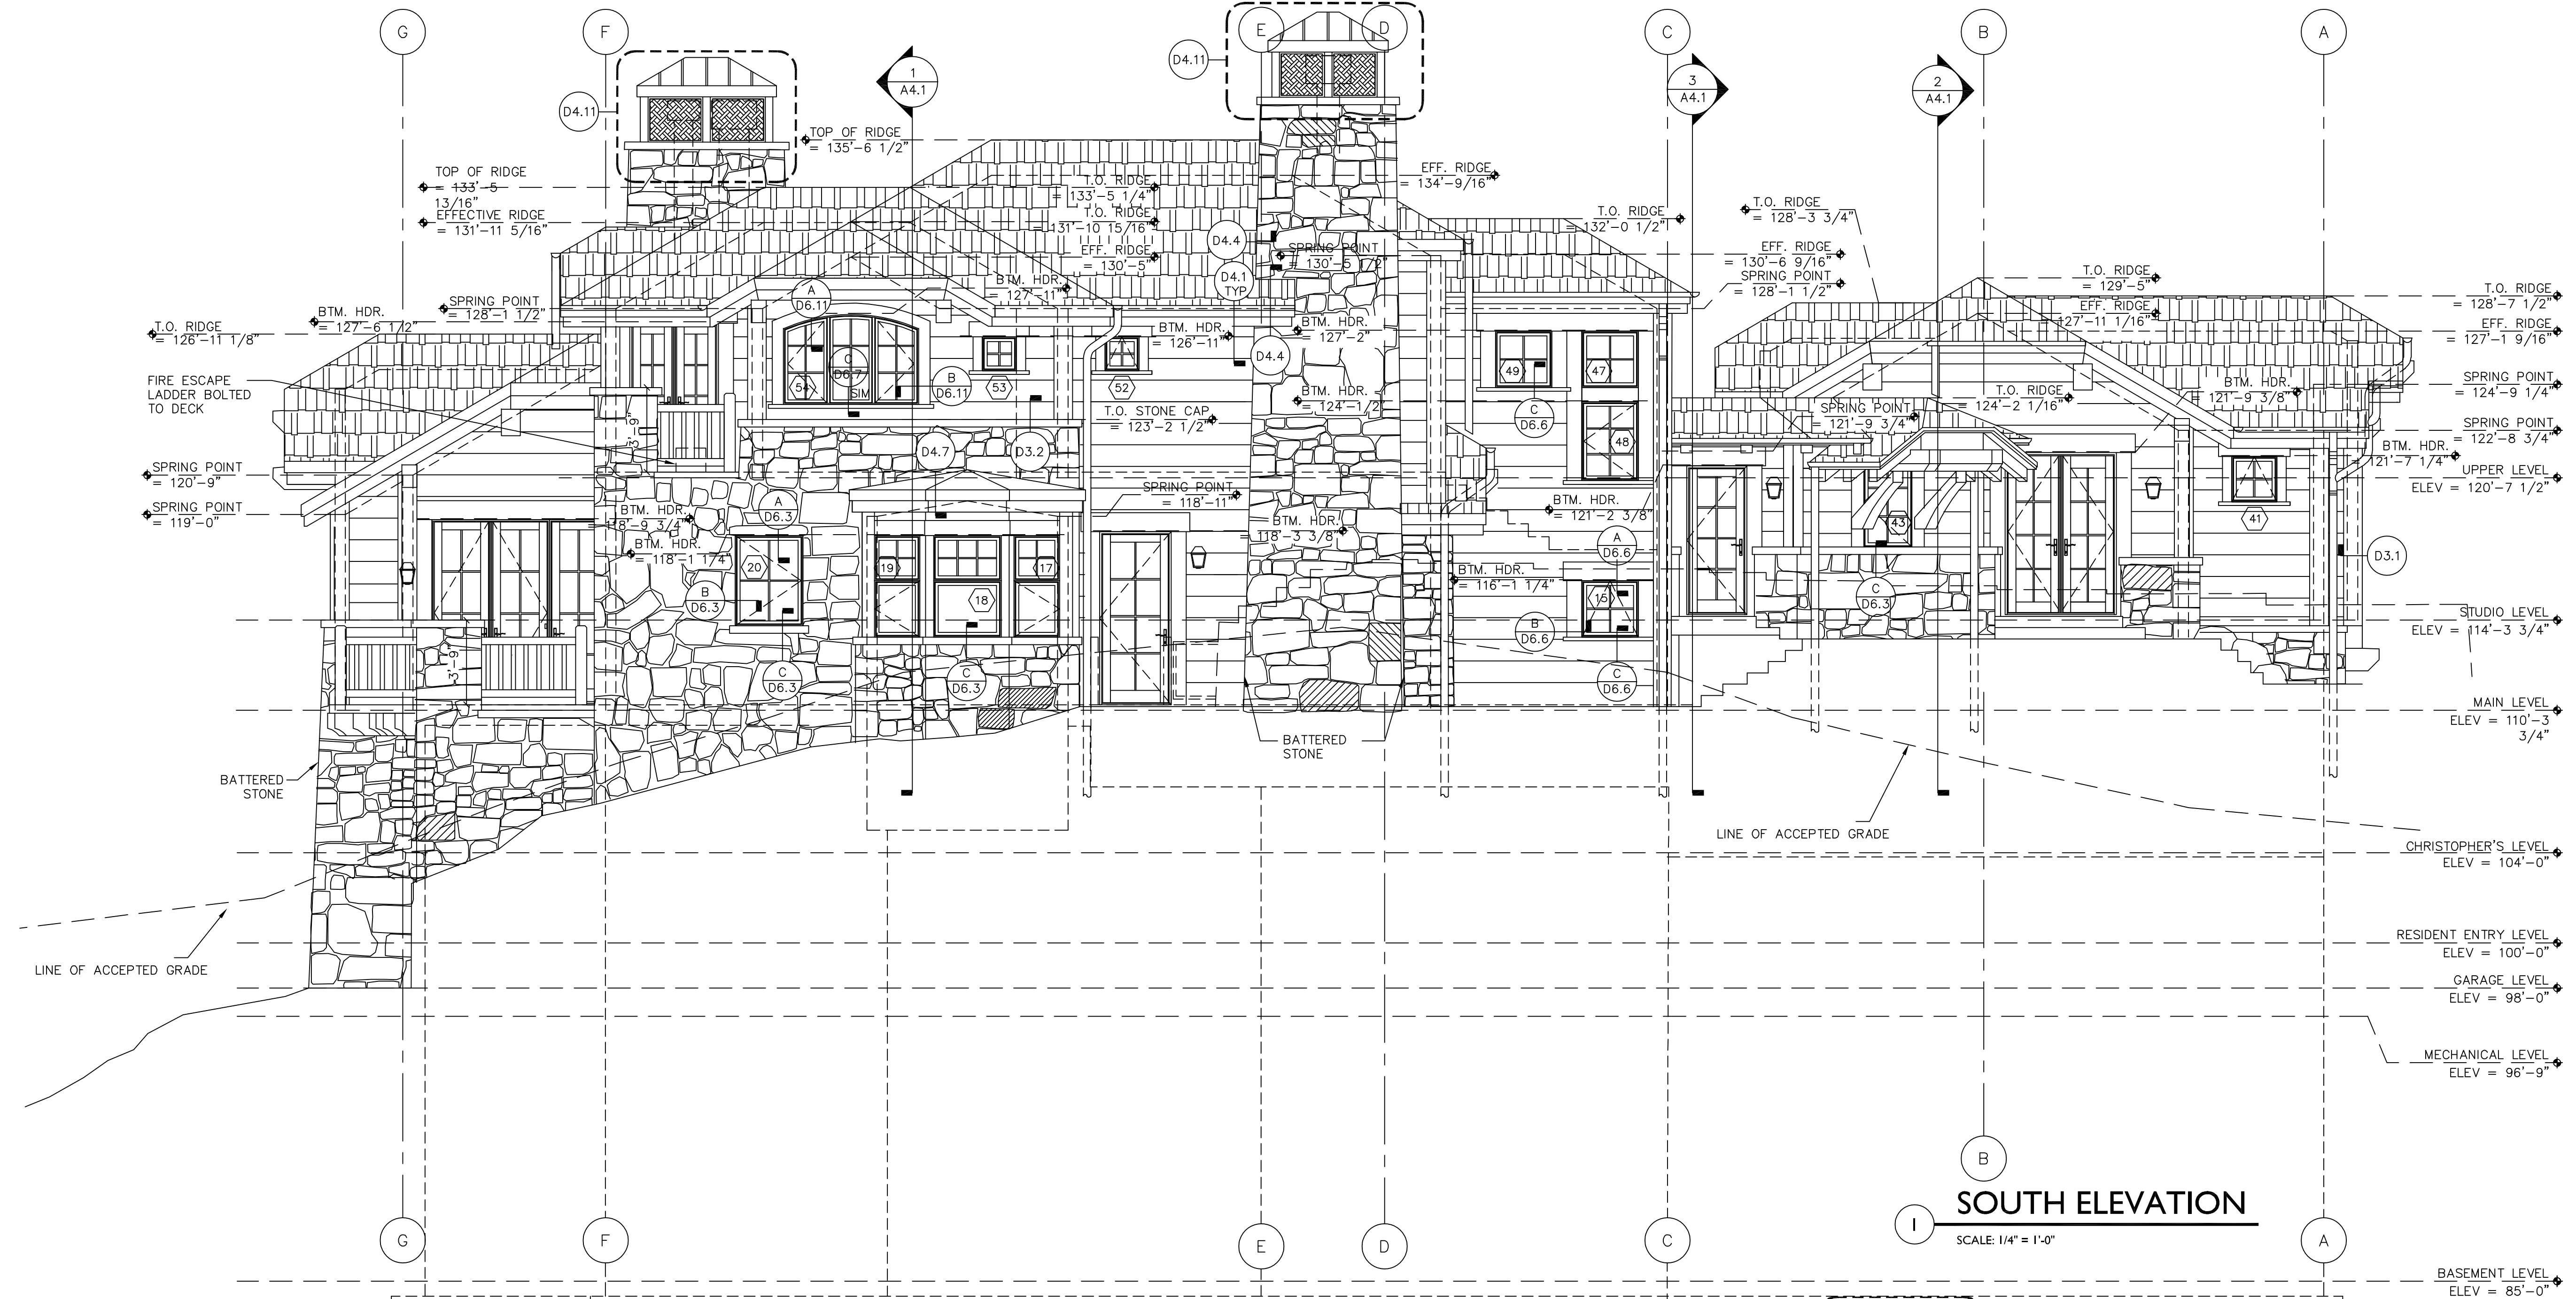 G
F
E
D
C
B
A
D4.11
D4.11
1
A4.1
3
A4.1
2
A4.1
TOP OF RIDGE
= 135'-6 1/2"
TOP OF RIDGE
= 133'-5
13/16"
EFFECTIVE RIDGE
= 131'-11 5/16"
T.O. RIDGE
= 133'-5 1/4"
T.O. RIDGE
= 131'-10 15/16"
EFF. RIDGE
= 130'-5"
EFF. RIDGE
= 134'-9/16"
T.O. RIDGE
= 132'-0 1/2"
T.O. RIDGE
= 128'-3 3/4"
EFF. RIDGE
= 130'-6 9/16"
SPRING POINT
= 128'-1 1/2"
T.O. RIDGE
= 129'-5"
EFF. RIDGE
= 127'-11 1/16"
T.O. RIDGE
= 128'-7 1/2"
EFF. RIDGE
= 127'-1 9/16"
SPRING POINT
= 124'-9 1/4"
SPRING POINT
= 122'-8 3/4"
BTM. HDR.
= 121'-7 1/4"
UPPER LEVEL
ELEV = 120'-7 1/2"
D4.4
SPRING POINT
= 130'-5 1/2"
D4.1
TYP
BTM. HDR.
= 127'-11"
A
D6.11
SPRING POINT
= 128'-1 1/2"
BTM. HDR.
= 127'-6 1/2"
T.O. RIDGE
= 126'-11 1/8"
BTM. HDR.
= 126'-11"
BTM. HDR.
= 127'-2"
D4.4
FIRE ESCAPE
LADDER BOLTED
TO DECK
54
C
D6.7
SIM
B
D6.11
53
52
49
47
BTM. HDR.
= 124'-1/2"
T.O. STONE CAP
= 123'-2 1/2"
C
D6.6
48
T.O. RIDGE
= 124'-2 1/16"
BTM. HDR.
= 121'-9 3/8"
SPRING POINT
= 121'-9 3/4"
3'-9"
D4.7
D3.2
SPRING POINT
= 120'-9"
SPRING POINT
= 119'-0"
SPRING POINT
= 118'-11"
BTM. HDR.
= 118'-9 3/4"
A
D6.3
BTM. HDR.
= 121'-2 3/8"
BTM. HDR.
= 118'-3 3/8"
BTM. HDR.
= 118'-1 1/4"
41
43
D3.1
A
D6.6
20
19
17
18
BTM. HDR.
= 116'-1 1/4"
15
B
D6.3
C
D6.3
B
D6.6
STUDIO LEVEL
ELEV = 114'-3 3/4"
3'-9"
C
D6.3
C
D6.3
C
D6.6
MAIN LEVEL
ELEV = 110'-3
3/4"
BATTERED
STONE
BATTERED
STONE
LINE OF ACCEPTED GRADE
CHRISTOPHER'S LEVEL
ELEV = 104'-0"
RESIDENT ENTRY LEVEL
ELEV = 100'-0"
LINE OF ACCEPTED GRADE
GARAGE LEVEL
ELEV = 98'-0"
MECHANICAL LEVEL
ELEV = 96'-9"
B
1
SOUTH ELEVATION
SCALE: 1/4" = 1'-0"
G
F
E
D
C
A
BASEMENT LEVEL
ELEV = 85'-0"